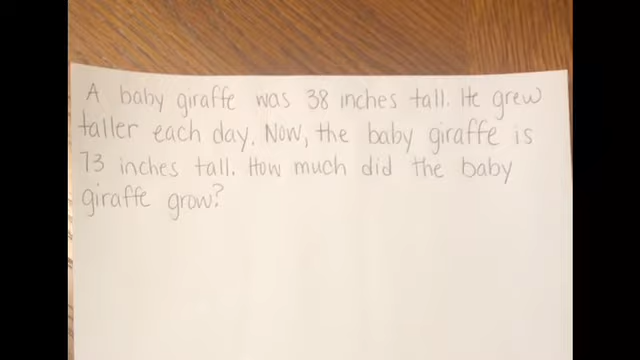 A baby giraffe was 38 inches tall. He grew
taller each day. Now, the baby giraffe is
73 inches tall. How much did the baby
giraffe grow?